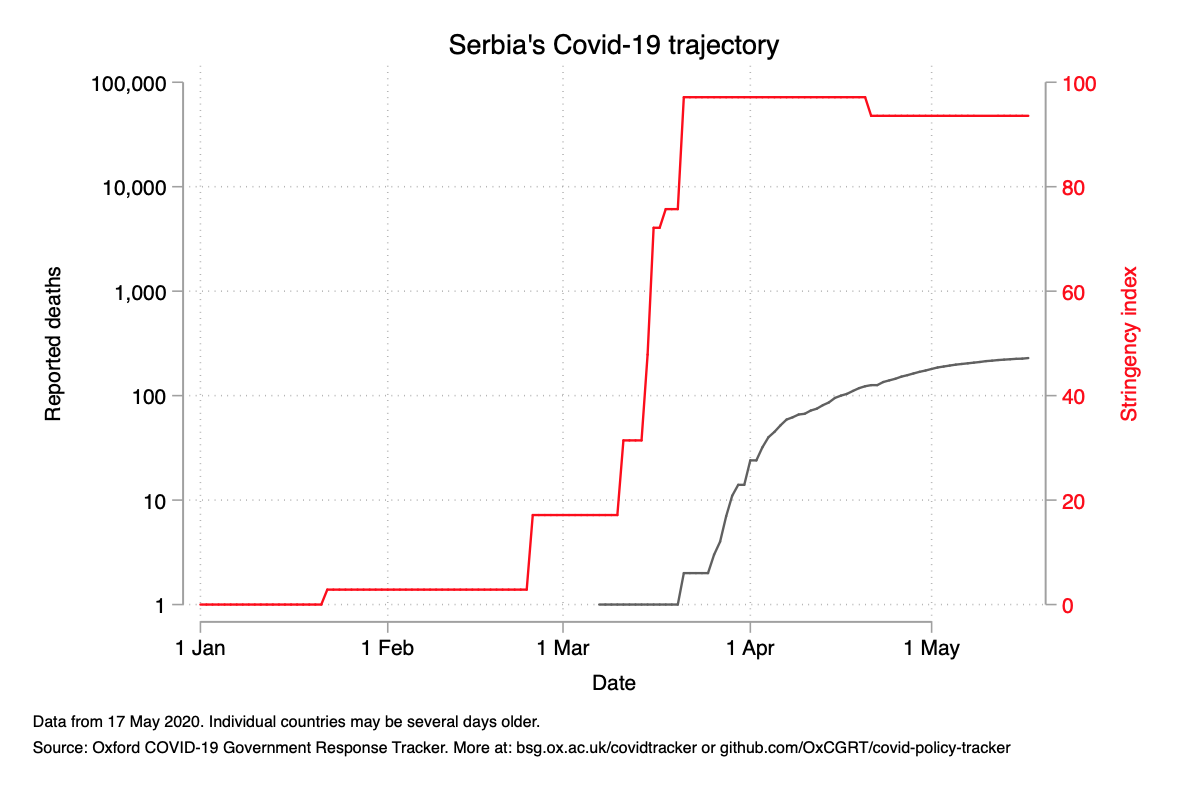 Serbia's Covid-19 trajectory
100,000
10,000
1,000
100
10
1
Reported deaths
100
80
60
40
20
0
Stringency index
1 Jan
1 Feb
1 Mar
1 Apr
1 May
Date
Data from 17 May 2020. Individual countries may be several days older.
Source: Oxford COVID-19 Government Response Tracker. More at: bsg.ox.ac.uk/covidtracker or github.com/OxCGRT/covid-policy-tracker